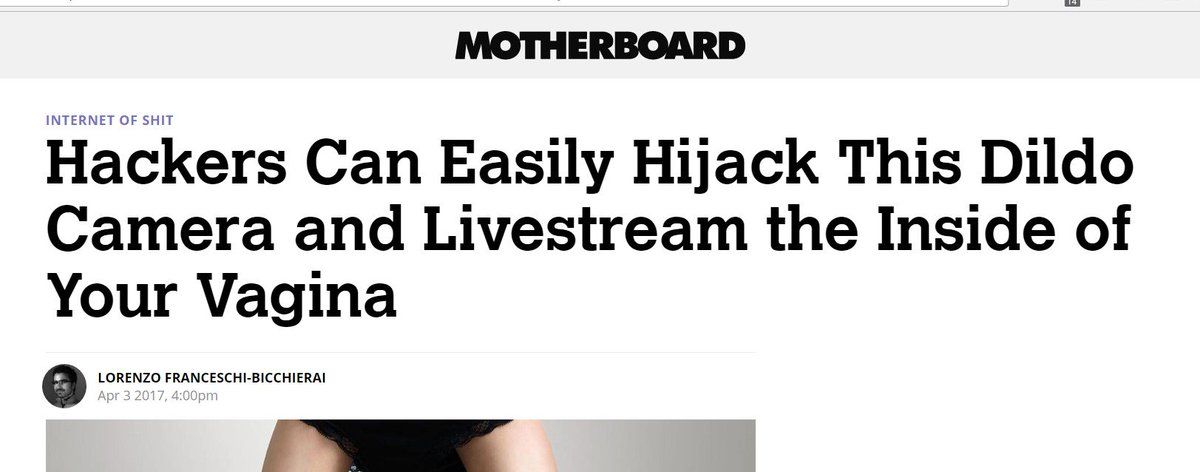 14
MOTHERBOARD
INTERNET OF SHIT
Hackers Can Easily Hijack This Dildo
Camera and Livestream the Inside of
Your Vagina
LORENZO FRANCESCHI-BICCHIERAI
Apr 3 2017, 4:00pm